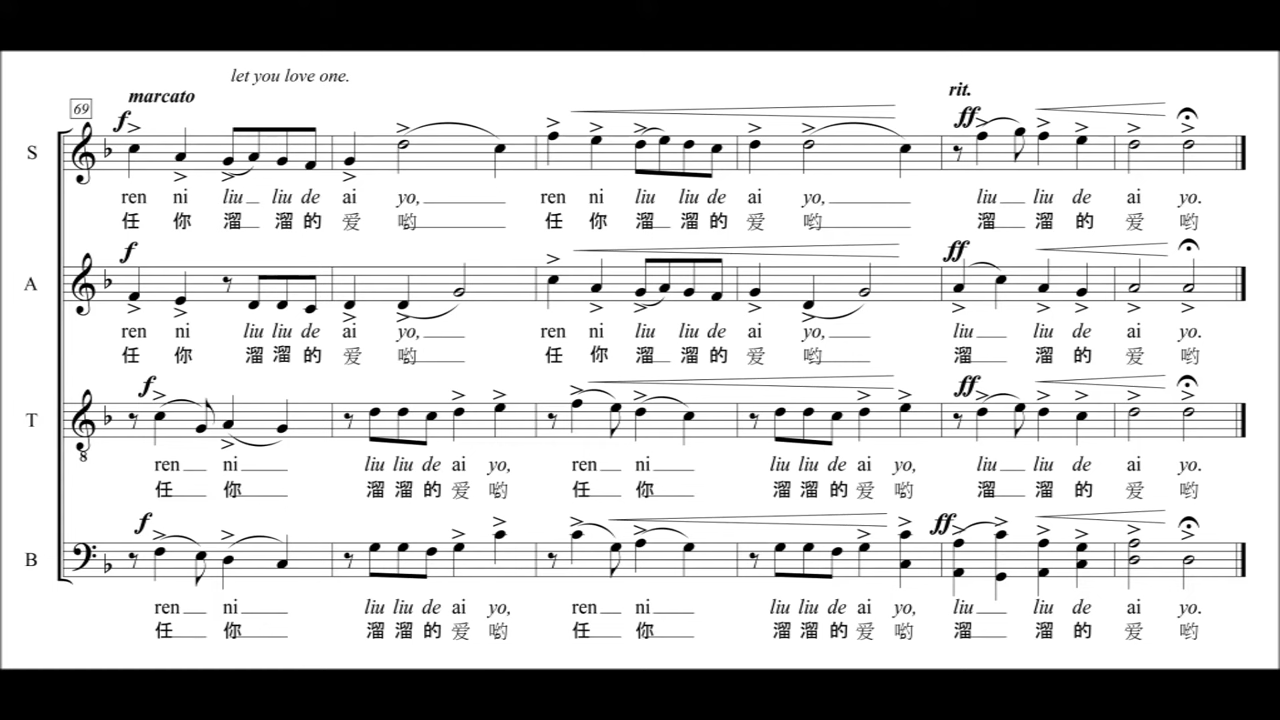 let you love one.
marcato
rit.
69
f
ff
S
ren ni liu liu de ai yo, ren ni liu liu de ai yo, liu liu de ai yo.
任 你 溜 溜 的 爱 哟 任 你 溜 溜 的 爱 哟 溜 溜 的 爱 哟
f
ff
A
ren ni liu liu de ai yo, ren ni liu liu de ai yo, liu liu de ai yo.
任 你 溜 溜 的 爱 哟 任 你 溜 溜 的 爱 哟 溜 溜 的 爱 哟
f
ff
T
8
ren ni liu liu de ai yo, ren ni liu liu de ai yo, liu liu de ai yo.
任 你 溜 溜 的 爱 哟 任 你 溜 溜 的 爱 哟 溜 溜 的 爱 哟
f
ff
B
ren ni liu liu de ai yo, ren ni liu liu de ai yo, liu liu de ai yo.
任 你 溜 溜 的 爱 哟 任 你 溜 溜 的 爱 哟 溜 溜 的 爱 哟